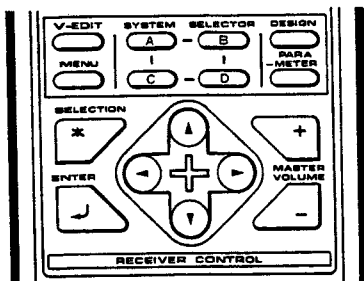 V-EDIT SYSTEM SELECTOR DESIGN
A - B
MENU PARA
-METER
C - D
SELECTION
* +
ENTER MASTER
VOLUME
-
RECEIVER CONTROL